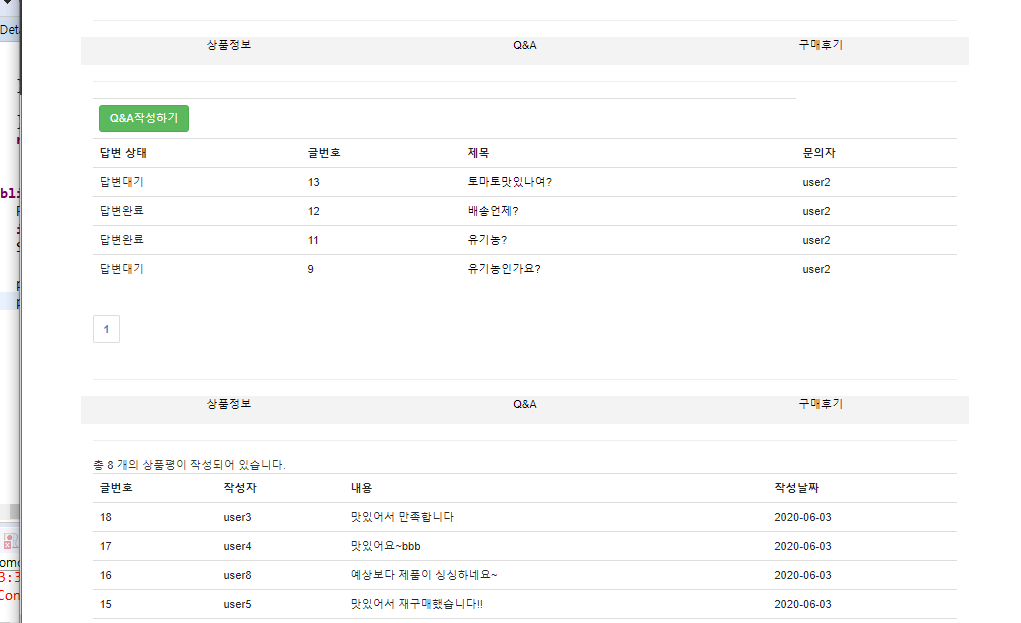 Deta
상품정보 Q&A 구매후기
Q&A작성하기
답변 상태 글번호 제목 문의자
답변대기 13 토마토맛있나여? user2
답변완료 12 배송언제? user2
답변완료 11 유기농? user2
답변대기 9 유기농인가요? user2
1
상품정보 Q&A 구매후기
총 8 개의 상품평이 작성되어 있습니다.
글번호 작성자 내용 작성날짜
18 user3 맛있어서 만족합니다 2020-06-03
17 user4 맛있어요~bbb 2020-06-03
16 user8 예상보다 제품이 싱싱하네요~ 2020-06-03
15 user5 맛있어서 재구매했습니다!! 2020-06-03